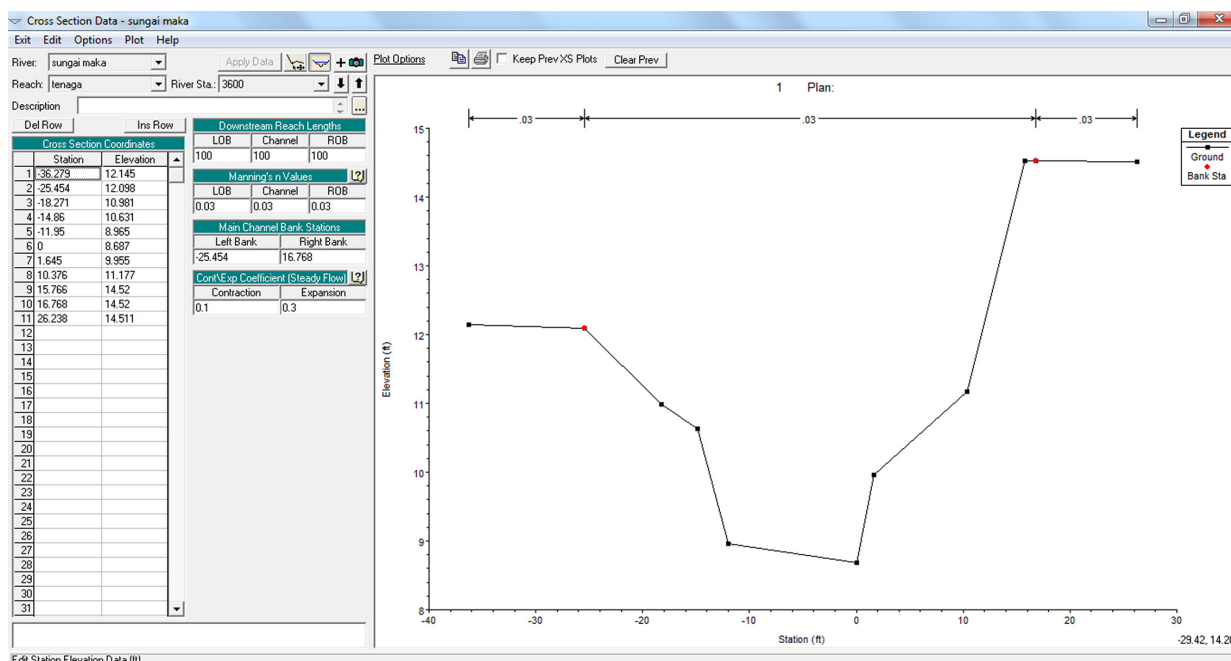 Cross Section Data - sungai maka
Exit Edit Options Plot Help
River: sungai maka Apply Data Plot Options Keep Prev XS Plots Clear Prev
Reach: tenaga River Sta.: 3600
Description ...
Del Row Ins Row
Cross Section Coordinates
Station Elevation
1 -36.279 12.145
2 -25.454 12.098
3 -18.271 10.981
4 -14.86 10.631
5 -11.95 8.965
6 0 8.687
7 1.645 9.955
8 10.376 11.177
9 15.766 14.52
10 16.768 14.52
11 26.238 14.511
12
13
14
15
16
17
18
19
20
21
22
23
24
25
26
27
28
29
30
31
Downstream Reach Lengths
LOB Channel ROB
100 100 100
Manning's n Values
LOB Channel ROB
0.03 0.03 0.03
Main Channel Bank Stations
Left Bank Right Bank
-25.454 16.768
Cont\Exp Coefficient (Steady Flow)
Contraction Expansion
0.1 0.3
1 Plan:
.03 .03 .03
Legend
Ground
Bank Sta
Elevation (ft)
15
14
13
12
11
10
9
8
-40 -30 -20 -10 0 10 20 30
Station (ft)
Edit Station Elevation Data (ft)